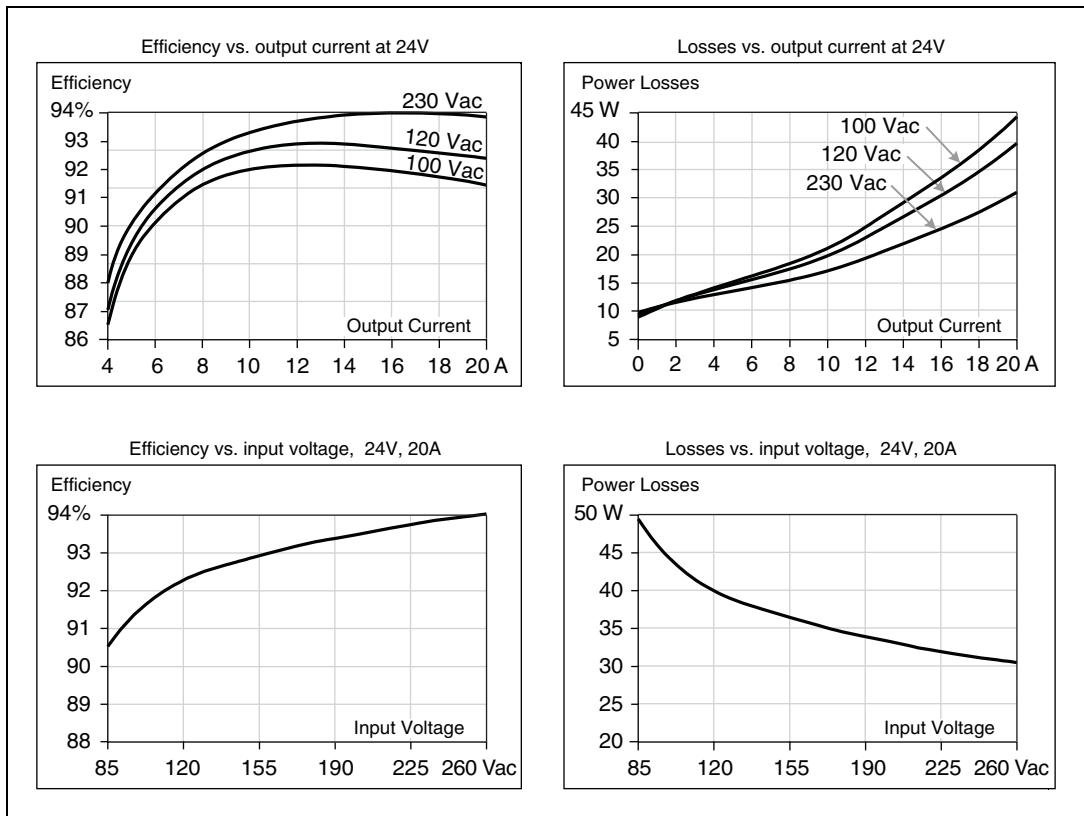 Efficiency vs. output current at 24V
Efficiency
94%
93
92
91
90
88
87
86
230 Vac
120 Vac
100 Vac
Output Current
4 6 8 10 12 14 16 18 20 A
Losses vs. output current at 24V
Power Losses
45 W
40
35
30
25
20
15
10
5
100 Vac
120 Vac
230 Vac
Output Current
0 2 4 6 8 10 12 14 16 18 20 A
Efficiency vs. input voltage, 24V, 20A
Efficiency
94%
93
92
91
90
89
88
Input Voltage
85 120 155 190 225 260 Vac
Losses vs. input voltage, 24V, 20A
Power Losses
50 W
45
40
35
30
25
20
Input Voltage
85 120 155 190 225 260 Vac